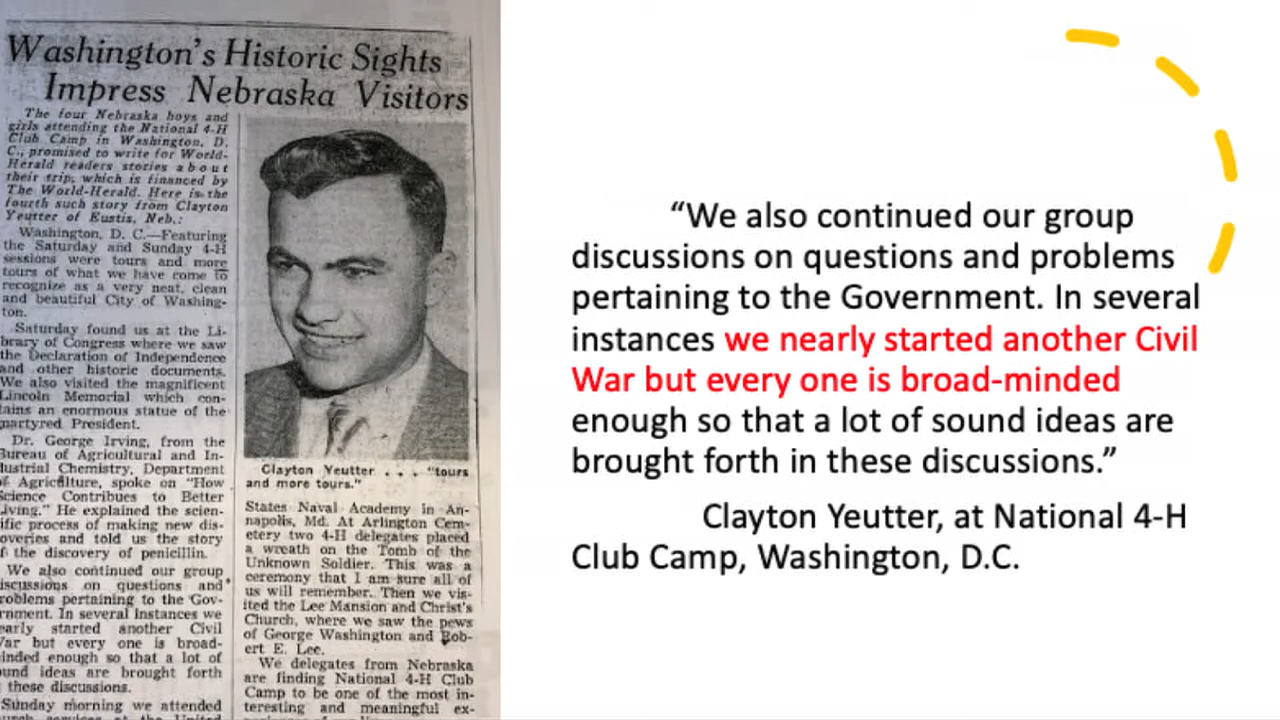 Washington's Historic Sights
Impress Nebraska Visitors
The four Nebraska boys and
girls attending the National 4-H
Club Camp in Washington, D.
C., promised to write for World-
Herald readers stories about
their trip, which is financed by
The World-Herald. Here is the
fourth such story from Clayton
Yeutter of Eustis, Neb.:
Washington, D. C.—Featuring
the Saturday and Sunday 4-H
sessions were tours and more
tours of what we have come to
recognize as a very neat, clean
and beautiful City of Washing-
ton.
Saturday found us at the Li-
brary of Congress where we saw
the Declaration of Independence
and other historic documents.
We also visited the magnificent
Lincoln Memorial which con-
tains an enormous statue of the
martyred President.
Dr. George Irving, from the
Bureau of Agricultural and In-
dustrial Chemistry, Department
of Agriculture, spoke on "How
Science Contributes to Better
Living." He explained the scien-
ific process of making new dis-
overies and told us the story
f the discovery of penicillin.
We also continued our group
iscussions on questions and
roblems pertaining to the Gov-
rnment. In several instances we
early started another Civil
ar but every one is broad-
inded enough so that a lot of
und ideas are brought forth
these discussions.
Sunday morning we attended
services at the United
Clayton Yeutter . . . "tours
and more tours."
States Naval Academy in An-
napolis, Md. At Arlington Cem-
etery two 4-H delegates placed
a wreath on the Tomb of the
Unknown Soldier. This was a
ceremony that I am sure all of
us will remember. Then we vis-
ited the Lee Mansion and Christ's
Church, where we saw the pews
of George Washington and Rob-
ert E. Lee.
We delegates from Nebraska
are finding National 4-H Club
Camp to be one of the most in-
teresting and meaningful ex-
“We also continued our group
discussions on questions and problems
pertaining to the Government. In several
instances we nearly started another Civil
War but every one is broad-minded
enough so that a lot of sound ideas are
brought forth in these discussions.”
Clayton Yeutter, at National 4-H
Club Camp, Washington, D.C.